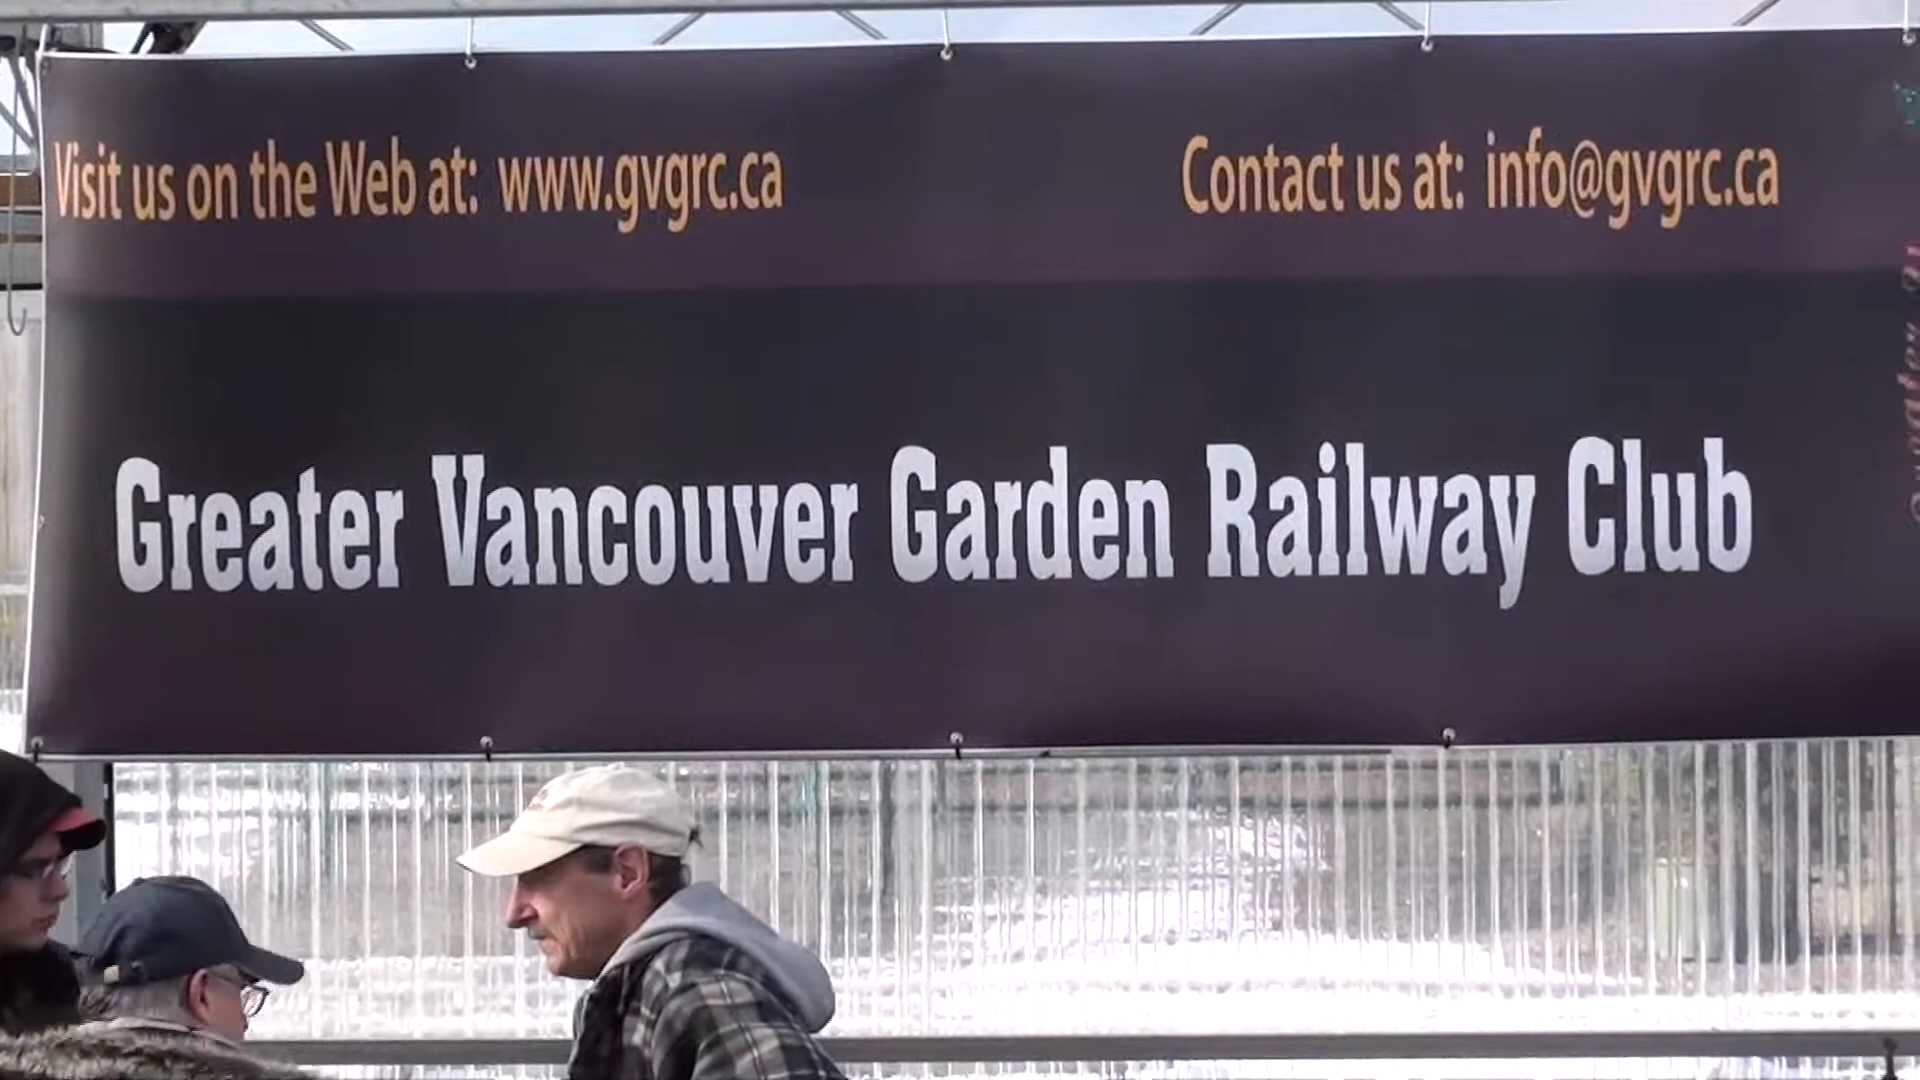 Visit us on the Web at: www.gvgrc.ca
Contact us at: info@gvgrc.ca
Greater Vancouver Garden Railway Club